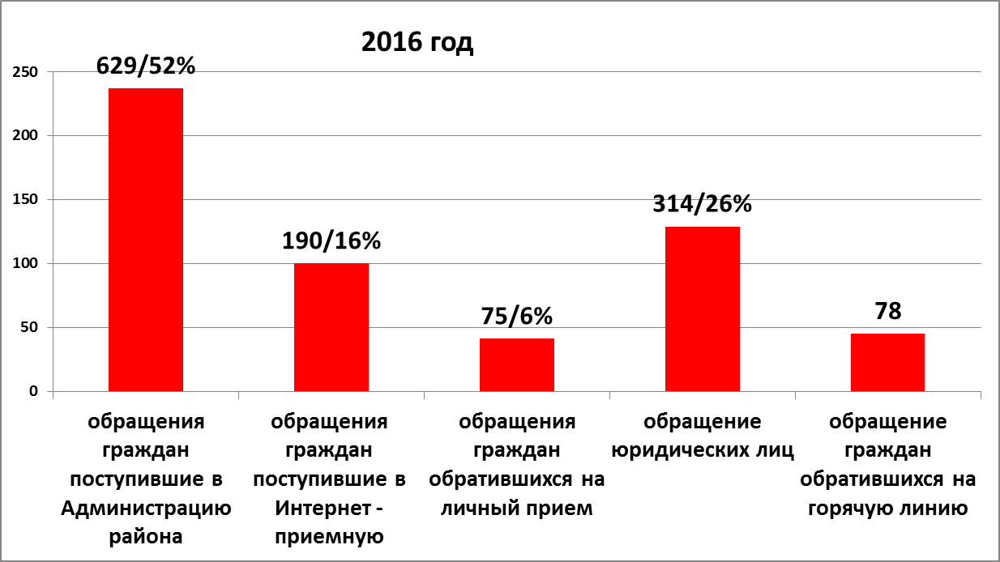 2016 год
629/52%
250
200
190/16%
314/26%
150
100
75/6%
78
50
0
обращения
граждан
поступившие в
Администрацию
района
обращения
граждан
поступившие в
Интернет -
приемную
обращения
граждан
обратившихся на
личный прием
обращение
юридических лиц
обращение
граждан
обратившихся на
горячую линию